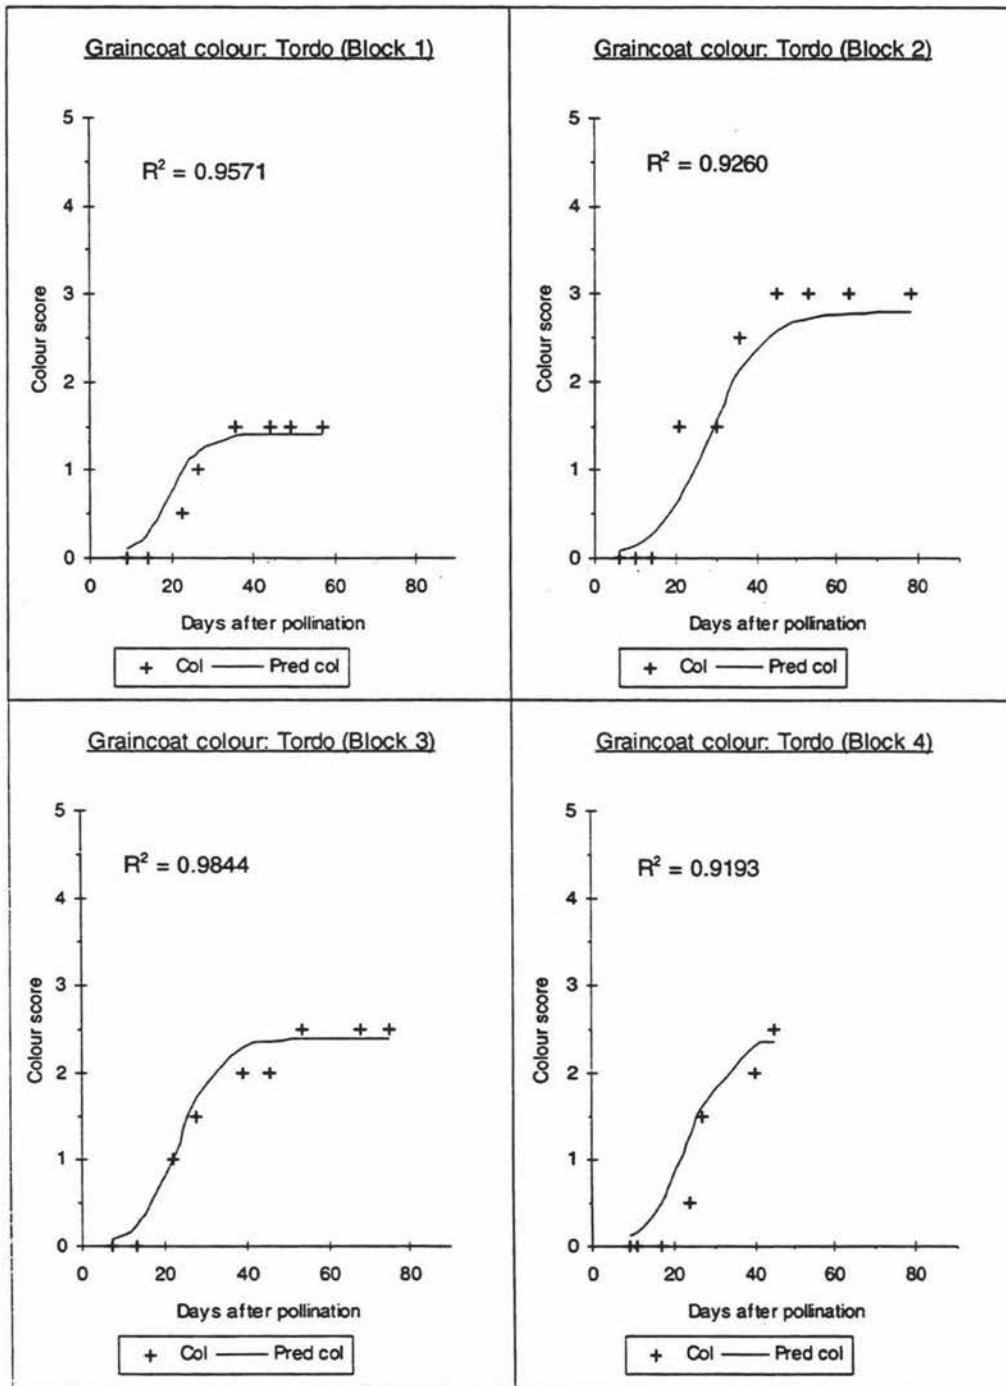 Graincoat colour: Tordo (Block 1)
5
4
3
2
1
0
R² = 0.9571
Colour score
0 20 40 60 80
Days after pollination
+ Col — Pred col
Graincoat colour: Tordo (Block 2)
5
4
3
2
1
0
R² = 0.9260
Colour score
0 20 40 60 80
Days after pollination
+ Col — Pred col
Graincoat colour: Tordo (Block 3)
5
4
3
2
1
0
R² = 0.9844
Colour score
0 20 40 60 80
Days after pollination
+ Col — Pred col
Graincoat colour: Tordo (Block 4)
5
4
3
2
1
0
R² = 0.9193
Colour score
0 20 40 60 80
Days after pollination
+ Col — Pred col